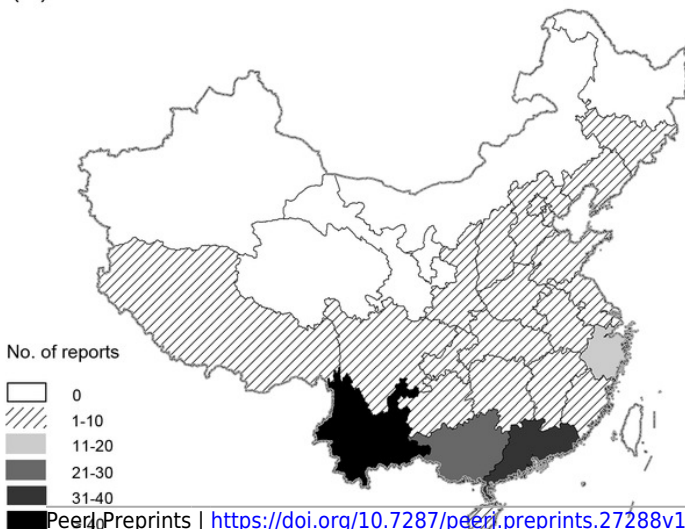 No. of reports
0
1-10
11-20
21-30
31-40
PeerJ Preprints | https://doi.org/10.7287/peerj.preprints.27288v1